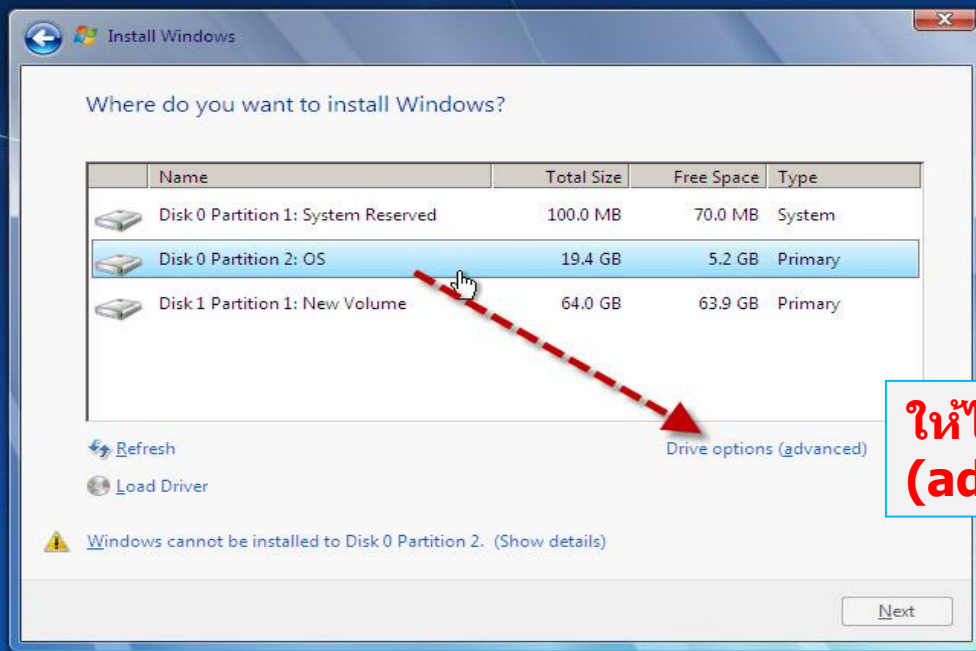 Install Windows
Where do you want to install Windows?
Name Total Size Free Space Type
Disk 0 Partition 1: System Reserved 100.0 MB 70.0 MB System
Disk 0 Partition 2: OS 19.4 GB 5.2 GB Primary
Disk 1 Partition 1: New Volume 64.0 GB 63.9 GB Primary
Refresh
Drive options (advanced)
Load Driver
Windows cannot be installed to Disk 0 Partition 2. (Show details)
Next